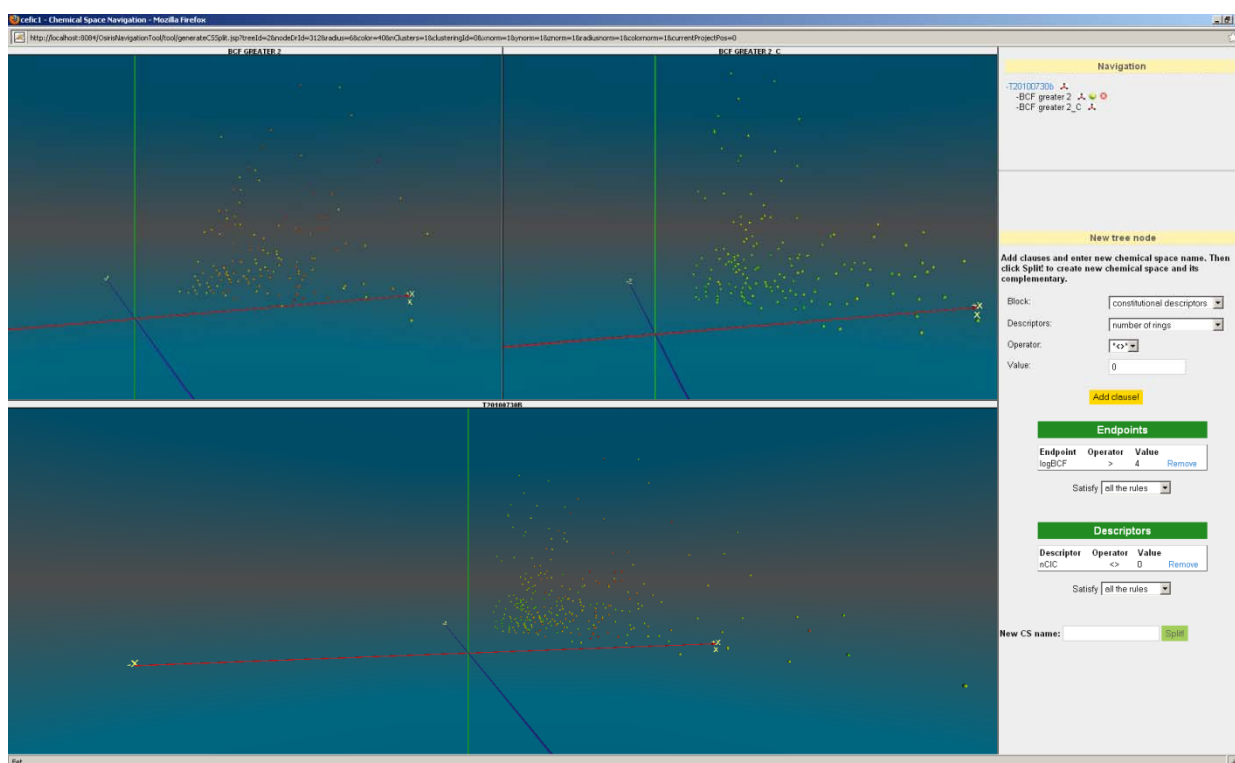 cefic1 - Chemical Space Navigation - Mozilla Firefox
http://localhost:8084/OsirisNavigationTool/tool/generateCSSplit.jsp?treeId=2&nodeDrId=312&radius=6&color=40&nClusters=1&clusteringId=0&xnorm=1&ynorm=1&znorm=1&radiusnorm=1&colornorm=1&currentProjectPos=0
BCF GREATER 2
BCF GREATER 2_C
Navigation
-T20100730b
-BCF greater 2
-BCF greater 2_C
New tree node
Add clauses and enter new chemical space name. Then
click Split! to create new chemical space and its
complementary.
Block: constitutional descriptors
Descriptors: number of rings
Operator: "<>"
Value: 0
Add clause!
Endpoints
Endpoint Operator Value
logBCF > 4 Remove
Satisfy all the rules
Descriptors
Descriptor Operator Value
nCIC <> 0 Remove
Satisfy all the rules
New CS name: Split!
-X
X
-X
X
T20100730B
-X
-X
X